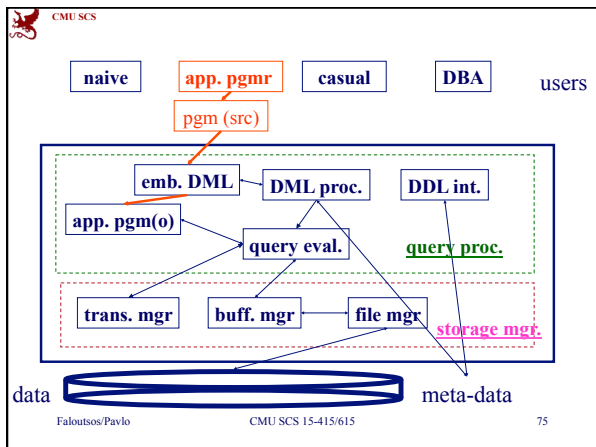 CMU SCS
naive
app. pgmr
casual
DBA
users
pgm (src)
emb. DML
DML proc.
DDL int.
app. pgm(o)
query eval.
query proc.
trans. mgr
buff. mgr
file mgr
storage mgr.
data
meta-data
Faloutsos/Pavlo
CMU SCS 15-415/615
75